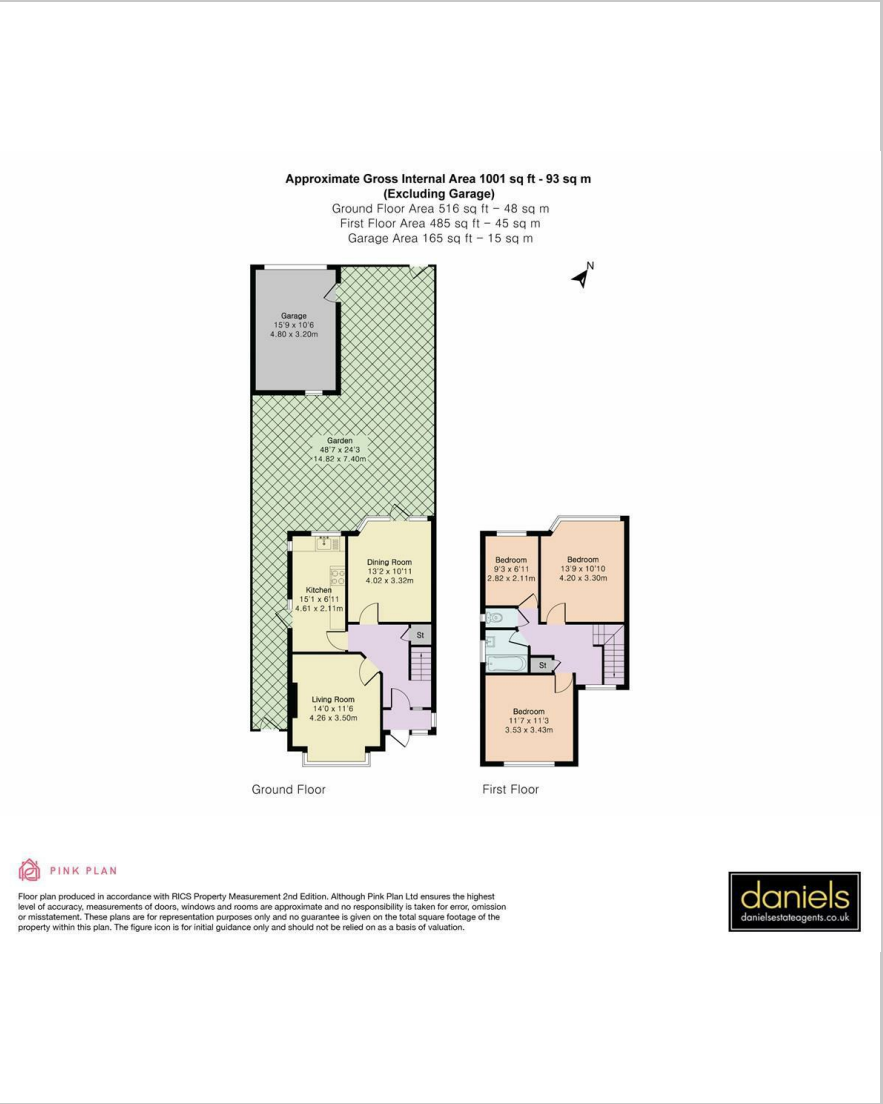 Approximate Gross Internal Area 1001 sq ft - 93 sq m
(Excluding Garage)
Ground Floor Area 516 sq ft – 48 sq m
First Floor Area 485 sq ft – 45 sq m
Garage Area 165 sq ft – 15 sq m
N
Garage
15'9 x 10'6
4.80 x 3.20m
Garden
48'7 x 24'3
14.82 x 7.40m
Dining Room
13'2 x 10'11
4.02 x 3.32m
Kitchen
15'1 x 6'11
4.61 x 2.11m
St
Living Room
14'0 x 11'6
4.26 x 3.50m
Ground Floor
Bedroom
9'3 x 6'11
2.82 x 2.11m
Bedroom
13'9 x 10'10
4.20 x 3.30m
St
Bedroom
11'7 x 11'3
3.53 x 3.43m
First Floor
PINK PLAN
Floor plan produced in accordance with RICS Property Measurement 2nd Edition. Although Pink Plan Ltd ensures the highest
level of accuracy, measurements of doors, windows and rooms are approximate and no responsibility is taken for error, omission
or misstatement. These plans are for representation purposes only and no guarantee is given on the total square footage of the
property within this plan. The figure icon is for initial guidance only and should not be relied on as a basis of valuation.
daniels
danielsestateagents.co.uk